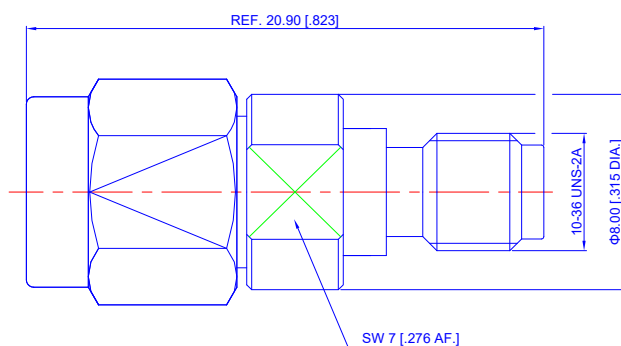 REF. 20.90 [.823]
10-36 UNS-2A
Φ8.00 [.315 DIA.]
SW 7 [.276 AF.]